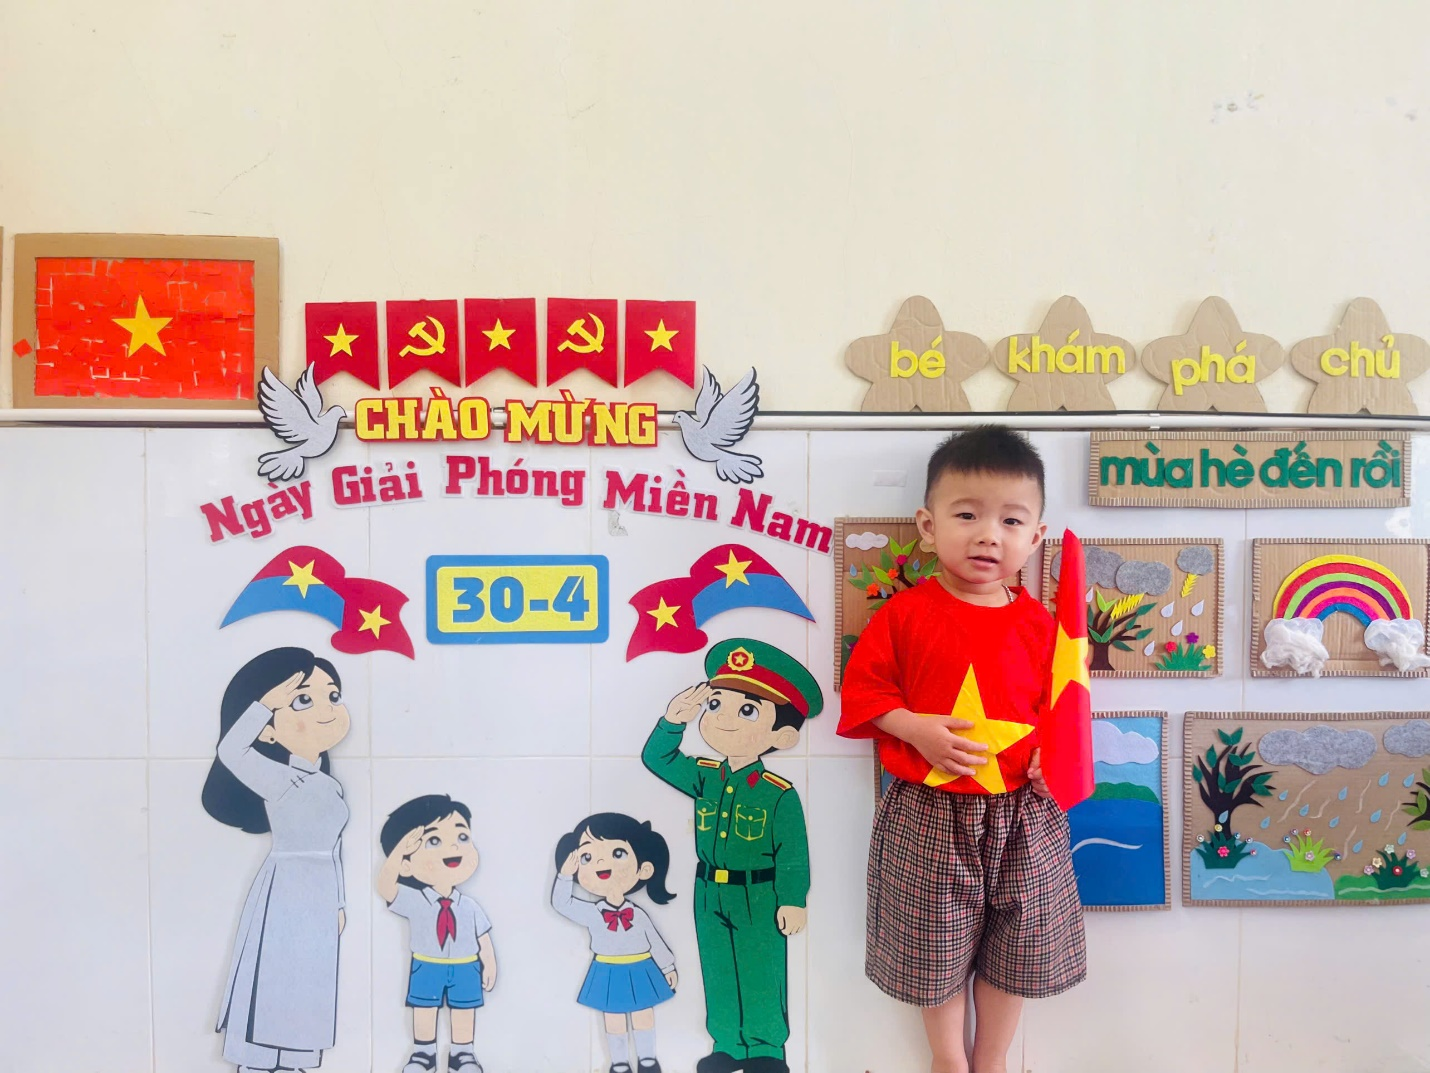 CHÀO MỪNG
Ngày Giải Phóng Miền Nam
30-4
bé khám phá chủ
mùa hè đến rồi